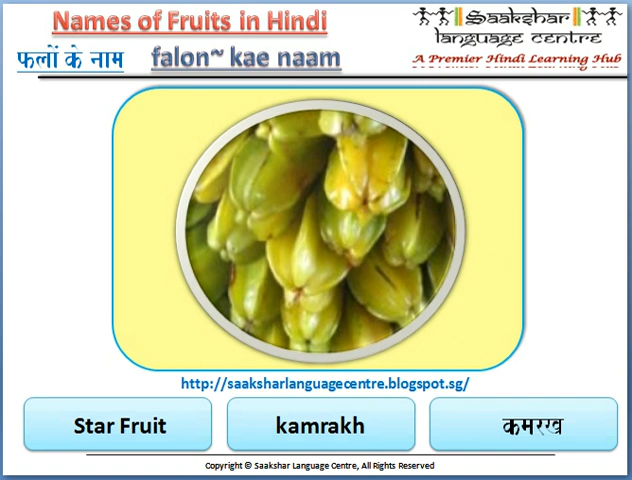 Names of Fruits in Hindi
फलों के नाम falon~ kae naam
Saakshar
language centre
A Premier Hindi Learning Hub
http://saaksharlanguagecentre.blogspot.sg/
Star Fruit
kamrakh
कमरख
Copyright © Saakshar Language Centre, All Rights Reserved